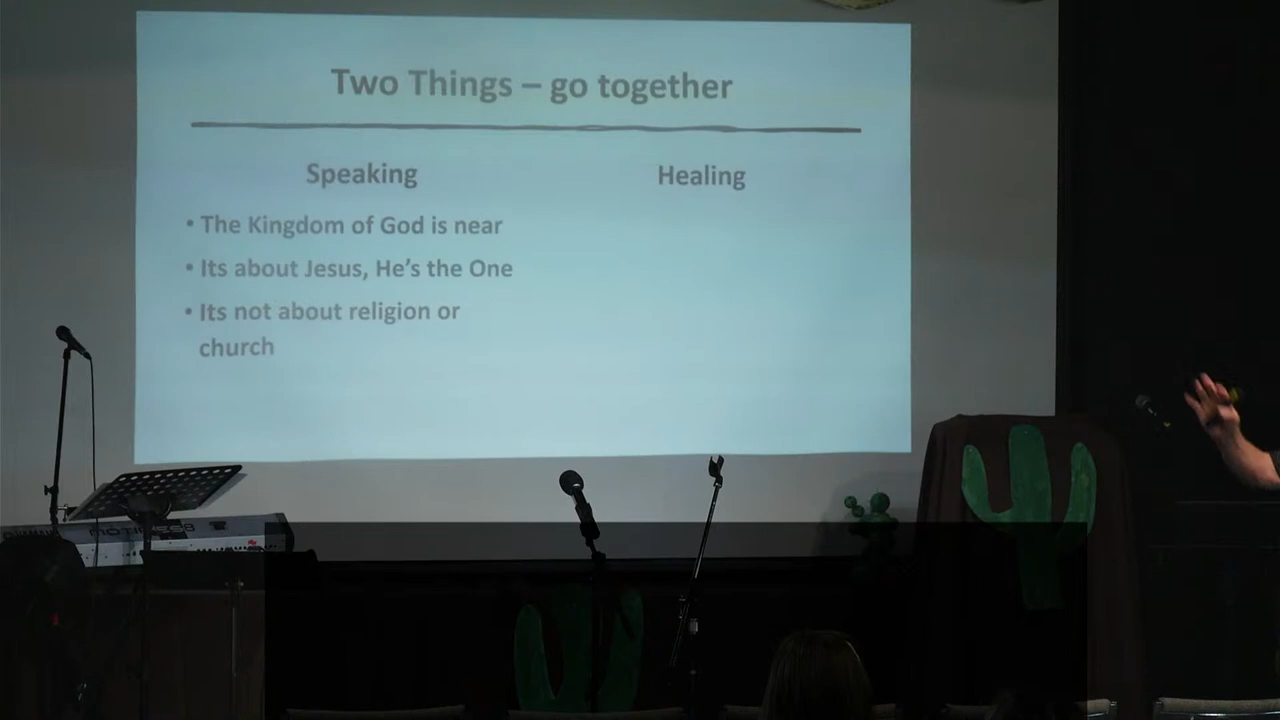 Two Things – go together
Speaking
Healing
• The Kingdom of God is near
• Its about Jesus, He's the One
• Its not about religion or
church